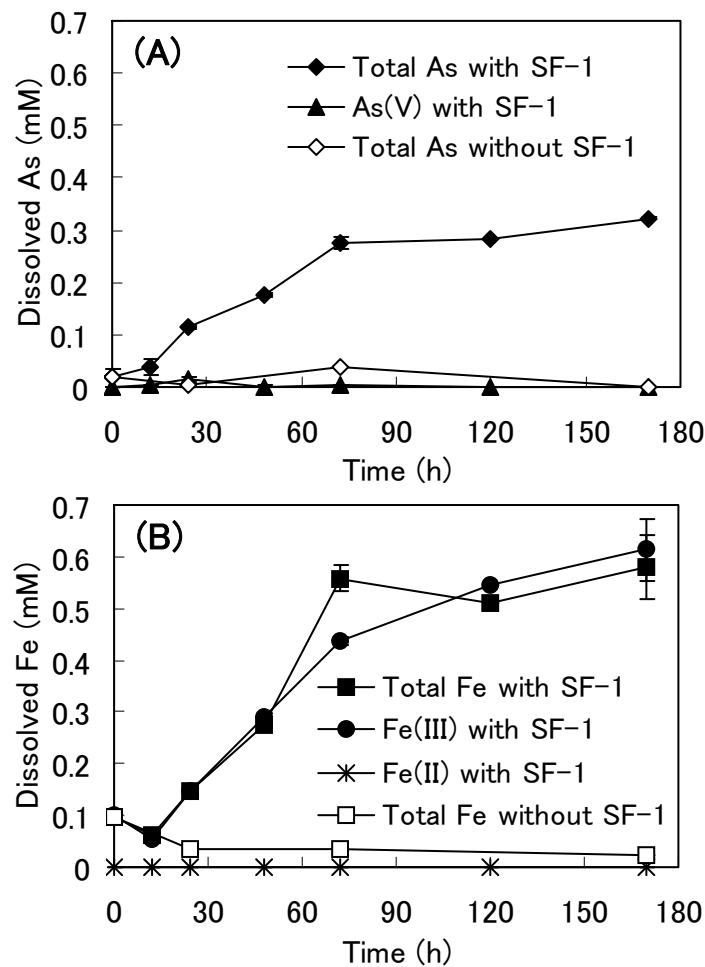 (A)
0.7
0.6
0.5
0.4
0.3
0.2
0.1
0
Dissolved As (mM)
Total As with SF-1
As(V) with SF-1
Total As without SF-1
0 30 60 90 120 150 180
Time (h)
(B)
0.7
0.6
0.5
0.4
0.3
0.2
0.1
0
Dissolved Fe (mM)
Total Fe with SF-1
Fe(III) with SF-1
Fe(II) with SF-1
Total Fe without SF-1
0 30 60 90 120 150 180
Time (h)